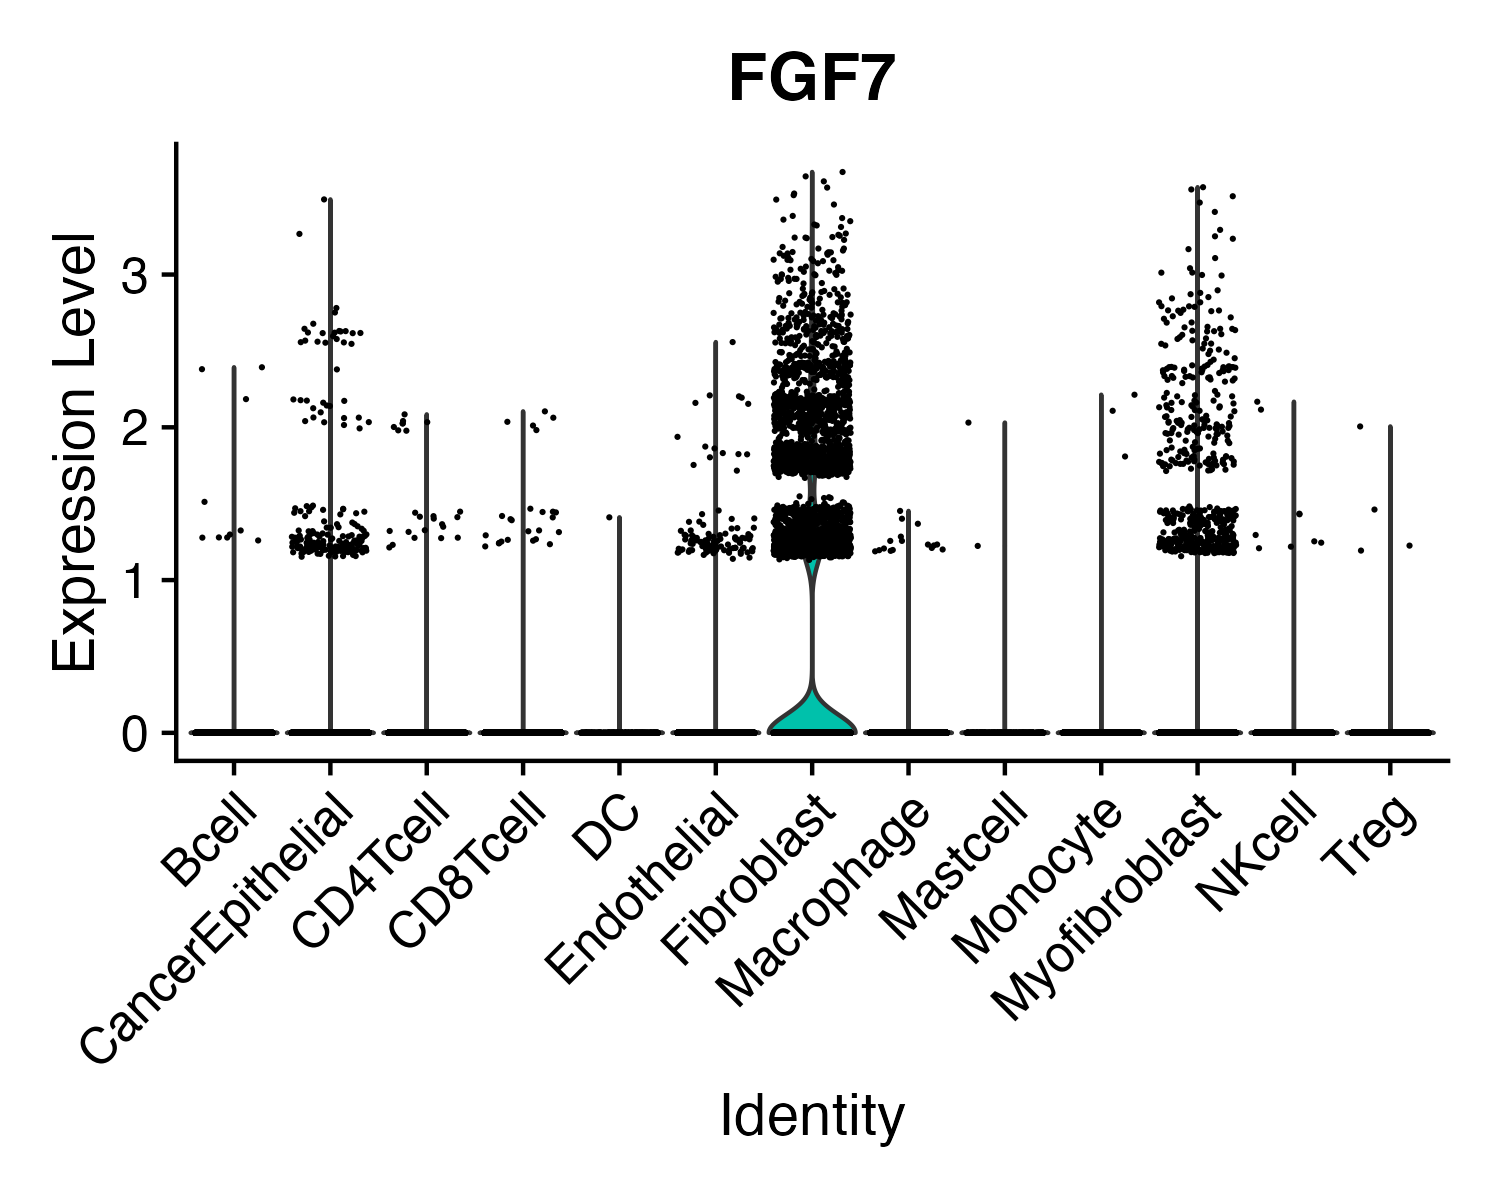 FGF7
Expression Level
3
2
1
0
Bcell
CancerEpithelial
CD4Tcell
CD8Tcell
DC
Endothelial
Fibroblast
Macrophage
Mastcell
Monocyte
Myofibroblast
NKcell
Treg
Identity